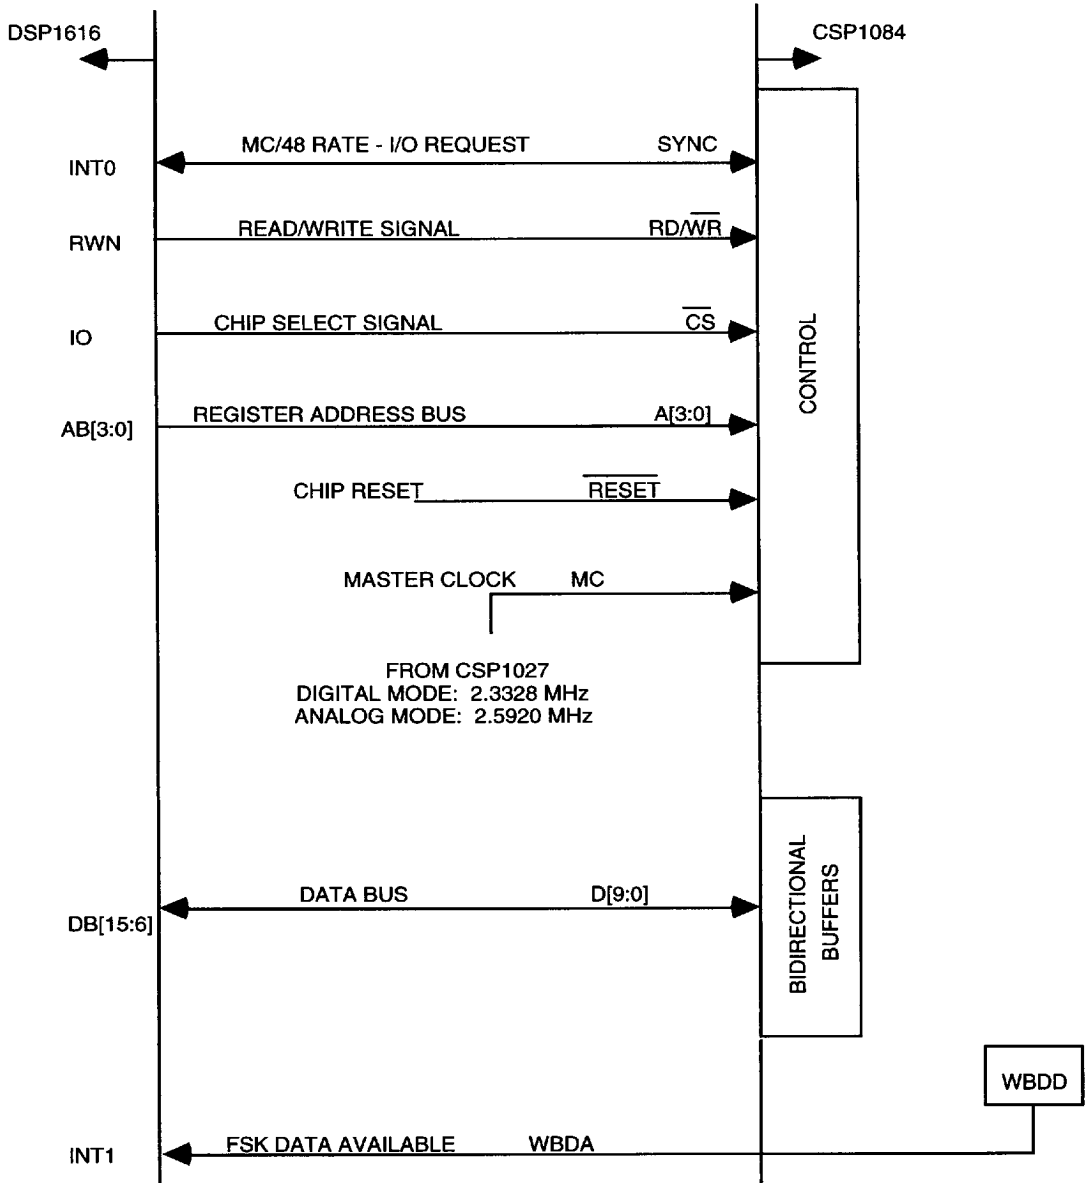 DSP1616
CSP1084
MC/48 RATE - I/O REQUEST SYNC
INT0
READ/WRITE SIGNAL RD/W̅R̅
RWN
CHIP SELECT SIGNAL C̅S̅
IO
REGISTER ADDRESS BUS A[3:0]
AB[3:0]
CHIP RESET R̅E̅S̅E̅T̅
MASTER CLOCK MC
FROM CSP1027
DIGITAL MODE: 2.3328 MHz
ANALOG MODE: 2.5920 MHz
CONTROL
DATA BUS D[9:0]
DB[15:6]
BIDIRECTIONAL
BUFFERS
WBDD
FSK DATA AVAILABLE WBDA
INT1